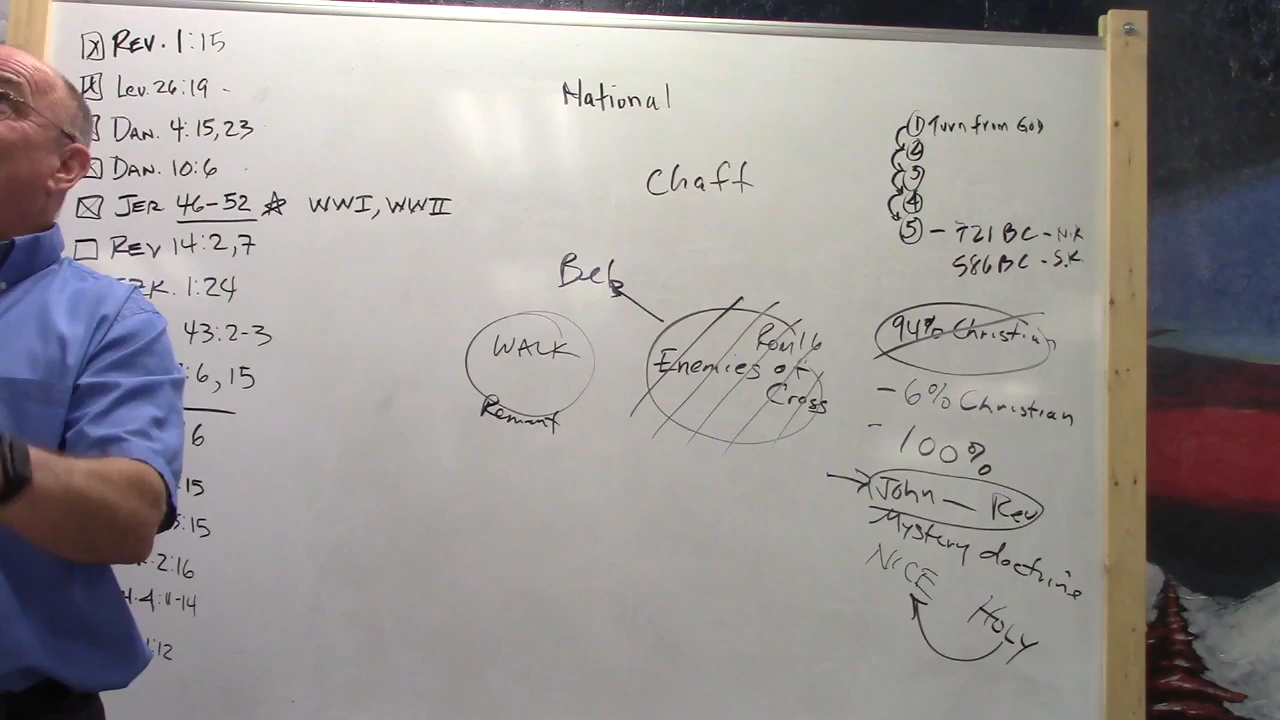 REV. 1:15
Lev. 26:19 -
DAN. 4:15,23
DAN. 10:6
JER 46-52 ☆ WWI, WWII
REV 14:2,7
ZK. 1:24
43:2-3
:6, 15
6
-15
:15
2:16
4:11-14
:12
National
Chaff
WALK
Remant
Rom 16
Enemies of
Cross
① Turn from GOD
②
③
④
⑤ - 721 BC - N.K
586 BC - S.K.
94% Christian
- 6% Christian
- 100%
John — Rev
Mystery doctrine
NICE
HOLY